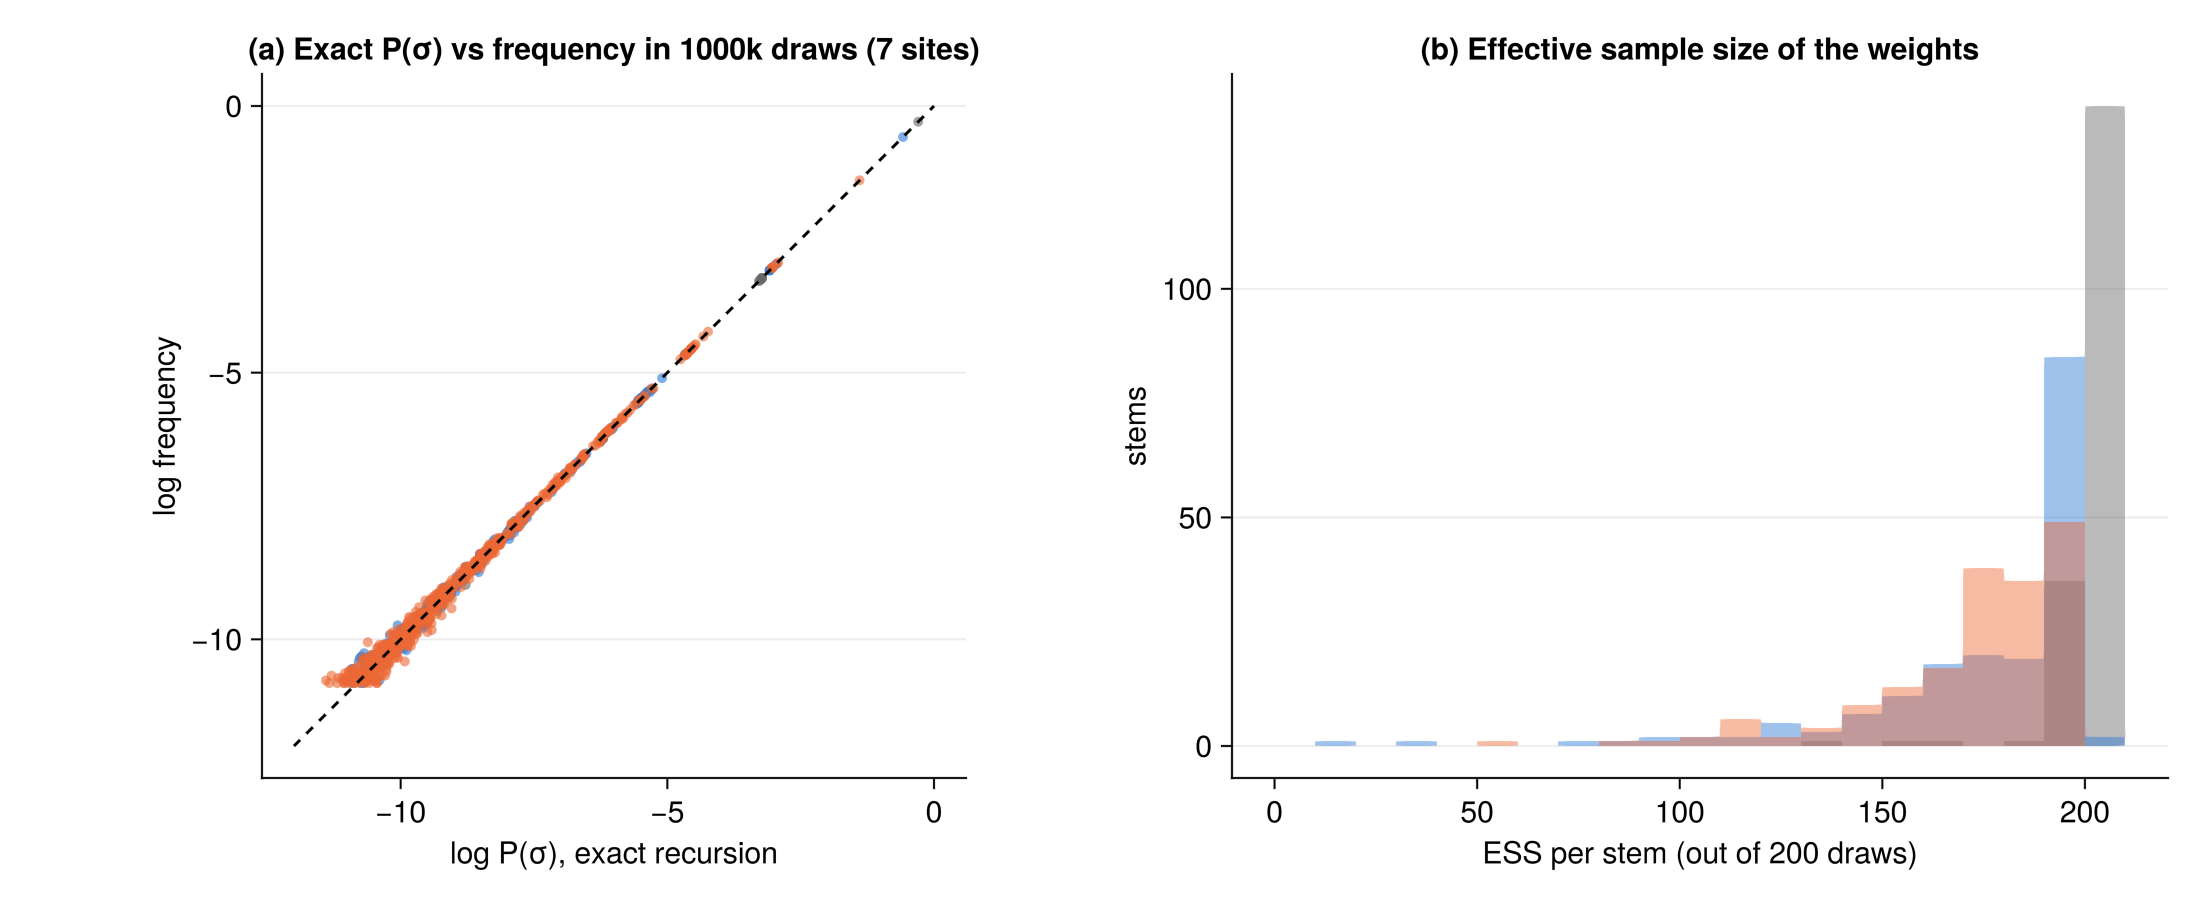 (a) Exact P(σ) vs frequency in 1000k draws (7 sites)
0
−5
−10
log frequency
−10
−5
0
log P(σ), exact recursion
(b) Effective sample size of the weights
100
50
0
stems
0
50
100
150
200
ESS per stem (out of 200 draws)